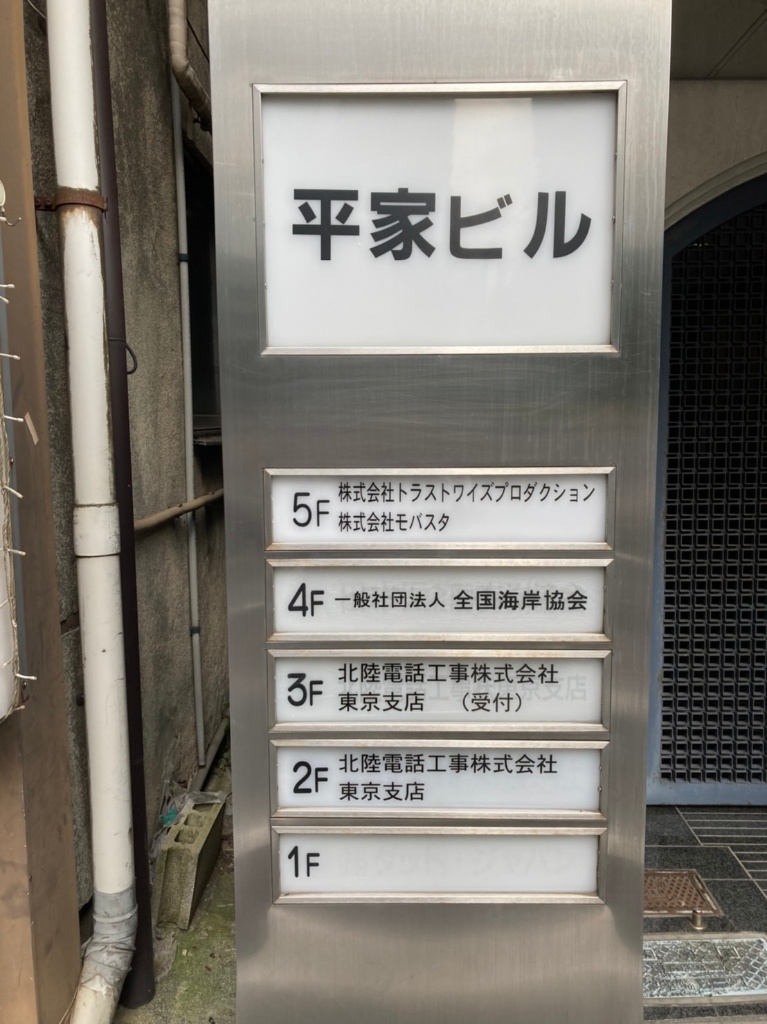 平家ビル
5F 株式会社トラストワイズプロダクション
株式会社モバスタ
4F 一般社団法人 全国海岸協会
3F 北陸電話工事株式会社
東京支店 （受付）
2F 北陸電話工事株式会社
東京支店
1F